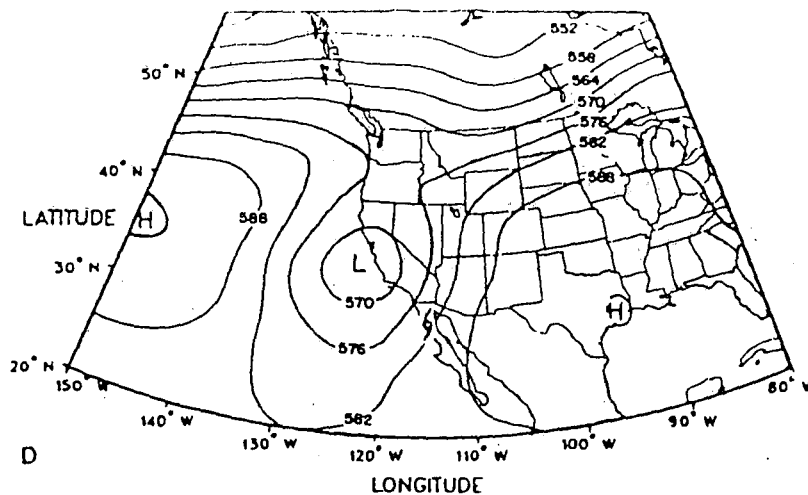 552
558
564
570
576
582
588
50° N
40° N
LATITUDE
H
588
30° N
L
570
576
H
582
20° N
150° W
140° W
130° W
120° W
110° W
100° W
90° W
80° W
D
LONGITUDE